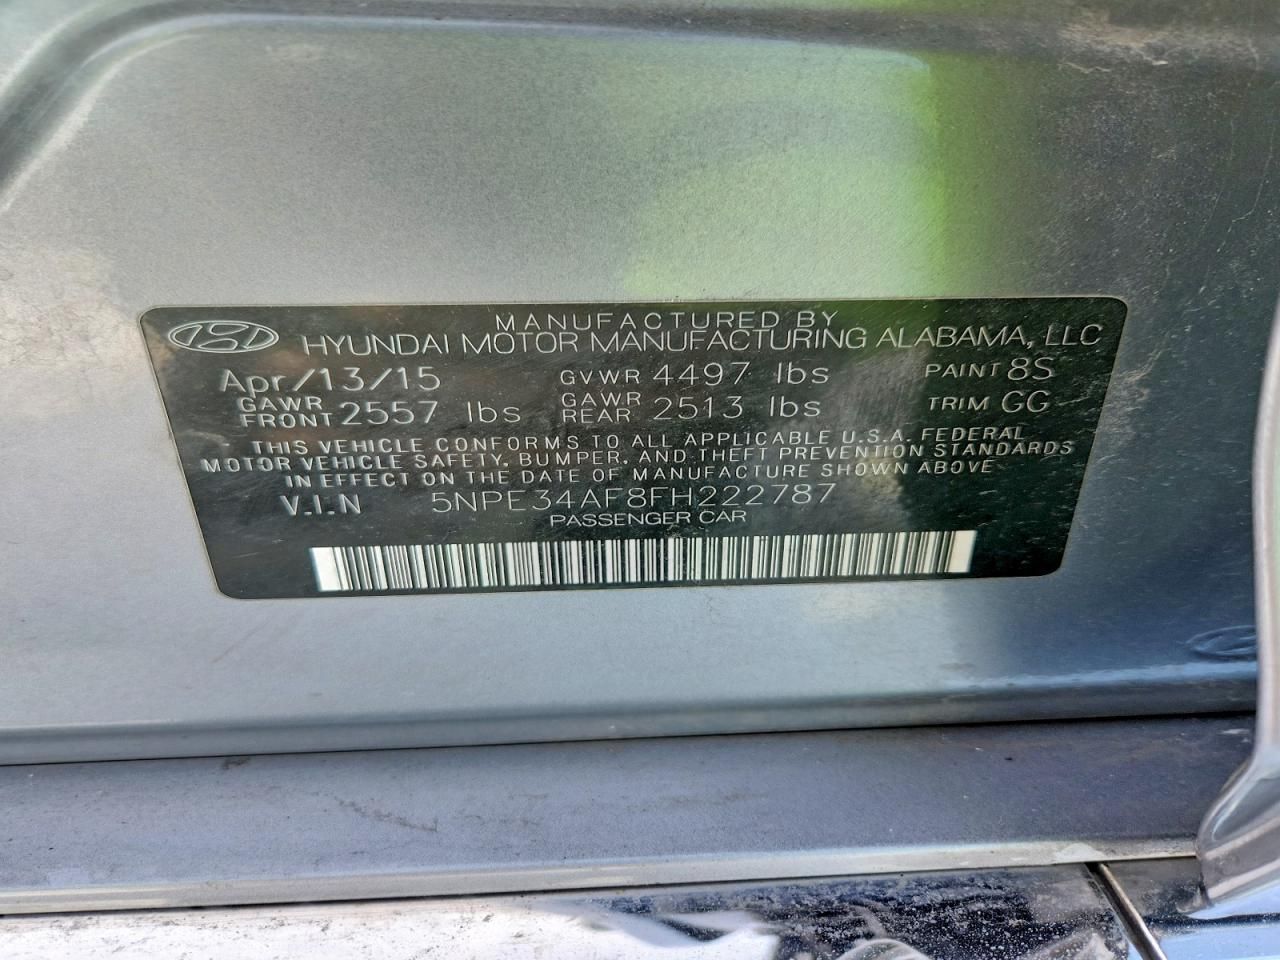 MANUFACTURED BY
HYUNDAI MOTOR MANUFACTURING ALABAMA, LLC
Apr/13/15 GVWR 4497 lbs PAINT 8S
GAWR FRONT 2557 lbs GAWR REAR 2513 lbs TRIM GG
THIS VEHICLE CONFORMS TO ALL APPLICABLE U.S.A. FEDERAL
MOTOR VEHICLE SAFETY, BUMPER, AND THEFT PREVENTION STANDARDS
IN EFFECT ON THE DATE OF MANUFACTURE SHOWN ABOVE
V.I.N 5NPE34AF8FH222787
PASSENGER CAR